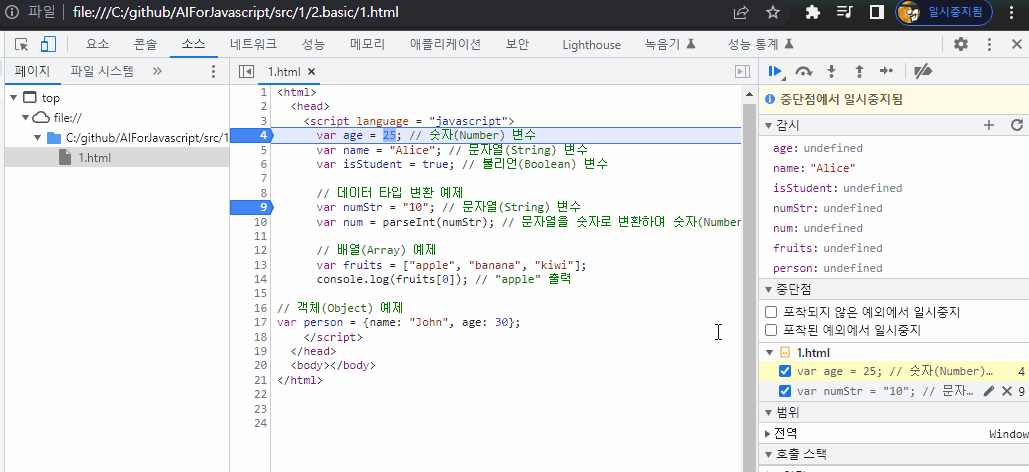 파일 file:///C:/github/AIForJavascript/src/1/2.basic/1.html 일시중지됨
요소 콘솔 소스 네트워크 성능 메모리 애플리케이션 보안 Lighthouse 녹음기 성능 통계
페이지 파일 시스템 » 1.html ×
top
file://
C:/github/AIForJavascript/src/1
1.html
1 <html>
2 <head>
3 <script language = "javascript">
4 var age = 25; // 숫자(Number) 변수
5 var name = "Alice"; // 문자열(String) 변수
6 var isStudent = true; // 불리언(Boolean) 변수
7
8 // 데이터 타입 변환 예제
9 var numStr = "10"; // 문자열(String) 변수
10 var num = parseInt(numStr); // 문자열을 숫자로 변환하여 숫자(Number
11
12 // 배열(Array) 예제
13 var fruits = ["apple", "banana", "kiwi"];
14 console.log(fruits[0]); // "apple" 출력
15
16 // 객체(Object) 예제
17 var person = {name: "John", age: 30};
18 </script>
19 </head>
20 <body></body>
21 </html>
22
23
24
중단점에서 일시중지됨
감시
age: undefined
name: "Alice"
isStudent: undefined
numStr: undefined
num: undefined
fruits: undefined
person: undefined
중단점
포착되지 않은 예외에서 일시중지
포착된 예외에서 일시중지
1.html
var age = 25; // 숫자(Number)… 4
var numStr = "10"; // 문자… 9
범위
전역 Window
호출 스택